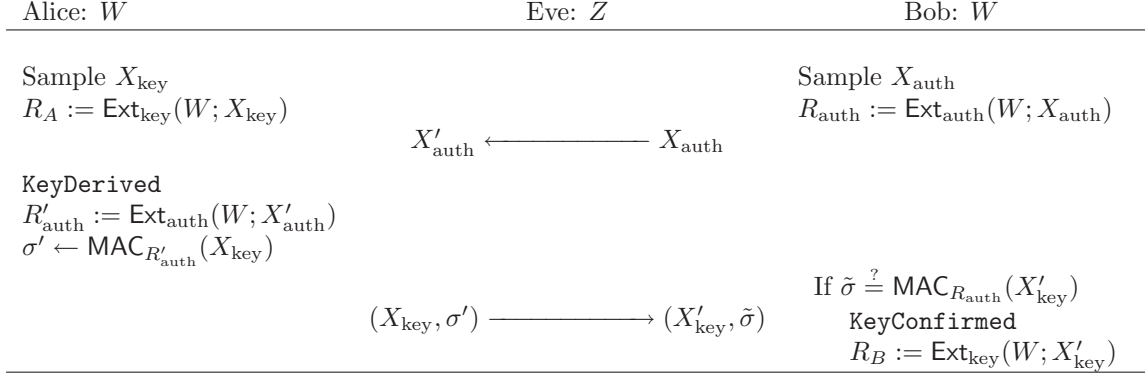 Alice: W Eve: Z Bob: W
Sample X_key Sample X_auth
R_A := Ext_key(W; X_key) R_auth := Ext_auth(W; X_auth)
X′_auth ⟵ X_auth
KeyDerived
R′_auth := Ext_auth(W; X′_auth)
σ′ ← MAC_{R′_auth}(X_key)
If σ̃ ≟ MAC_{R_auth}(X′_key)
(X_key, σ′) ⟶ (X′_key, σ̃)
KeyConfirmed
R_B := Ext_key(W; X′_key)